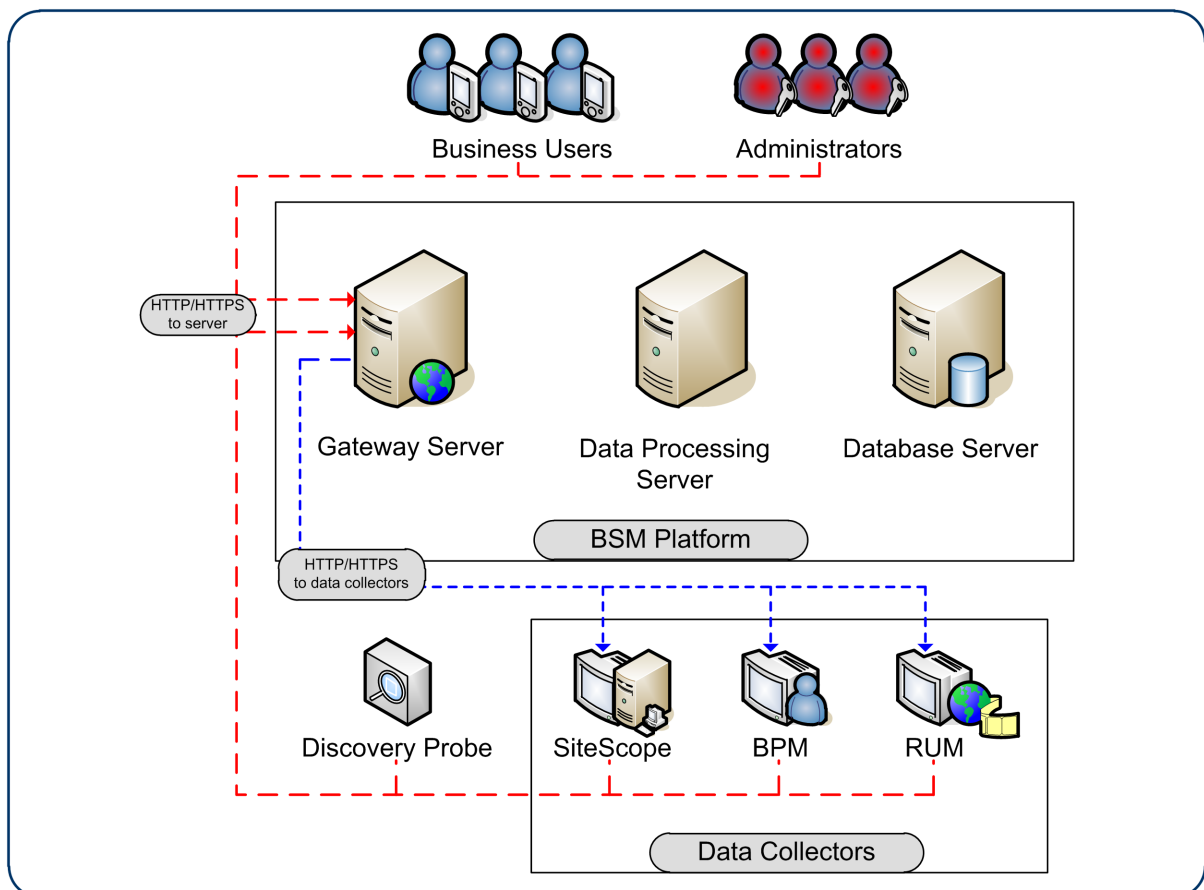 Business Users
Administrators
HTTP/HTTPS
to server
Gateway Server
Data Processing
Server
Database Server
BSM Platform
HTTP/HTTPS
to data collectors
Discovery Probe
SiteScope
BPM
RUM
Data Collectors